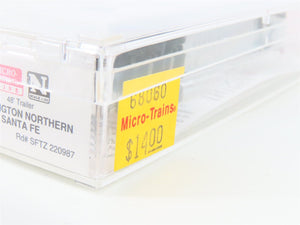 MICRO-
N
48' Trailer
NGTON NORTHERN
SANTA FE
Rd# SFTZ 220987
68060
Micro-Trains
$14.00